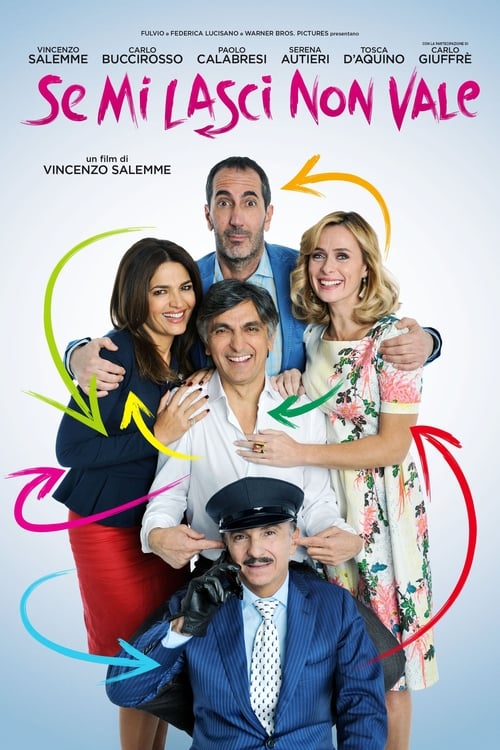 FULVIO e FEDERICA LUCISANO e WARNER BROS. PICTURES presentano
VINCENZO SALEMME
CARLO BUCCIROSSO
PAOLO CALABRESI
SERENA AUTIERI
TOSCA D'AQUINO
CON LA PARTECIPAZIONE DI
CARLO GIUFFRÈ
SE MI LASCI NON VALE
un film di
VINCENZO SALEMME